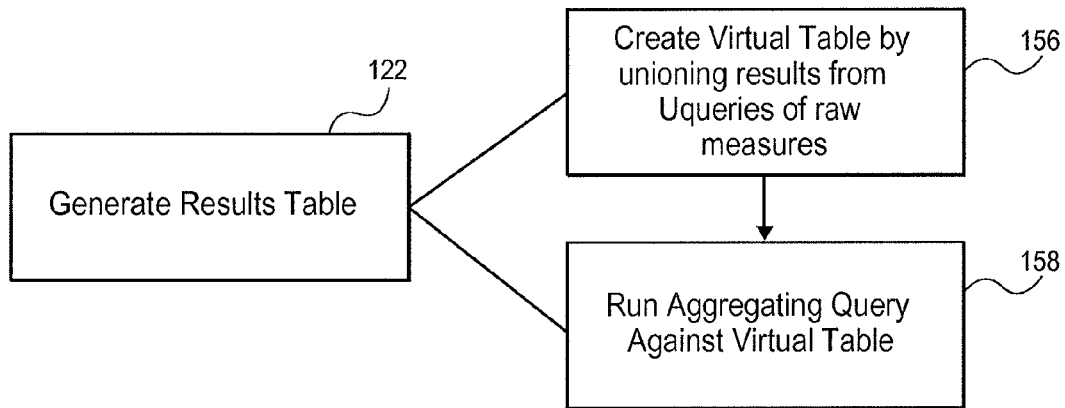 122
Generate Results Table
Create Virtual Table by
unioning results from
Uqueries of raw
measures
156
Run Aggregating Query
Against Virtual Table
158